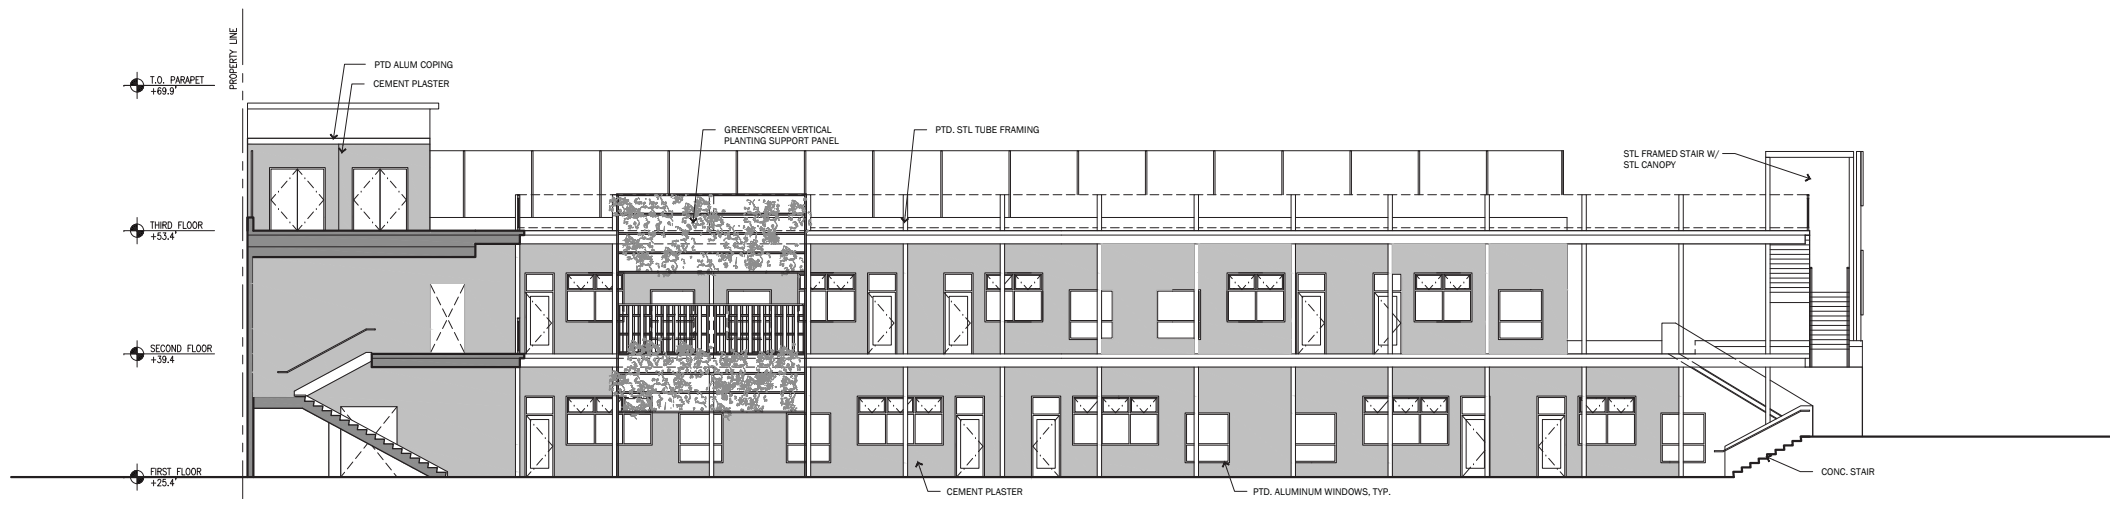 PROPERTY LINE
PTD ALUM COPING
CEMENT PLASTER
T.O. PARAPET
+69.9'
GREENSCREEN VERTICAL
PLANTING SUPPORT PANEL
PTD. STL TUBE FRAMING
STL FRAMED STAIR W/
STL CANOPY
THIRD FLOOR
+53.4'
SECOND FLOOR
+39.4
FIRST FLOOR
+25.4'
CEMENT PLASTER
PTD. ALUMINUM WINDOWS, TYP.
CONC. STAIR